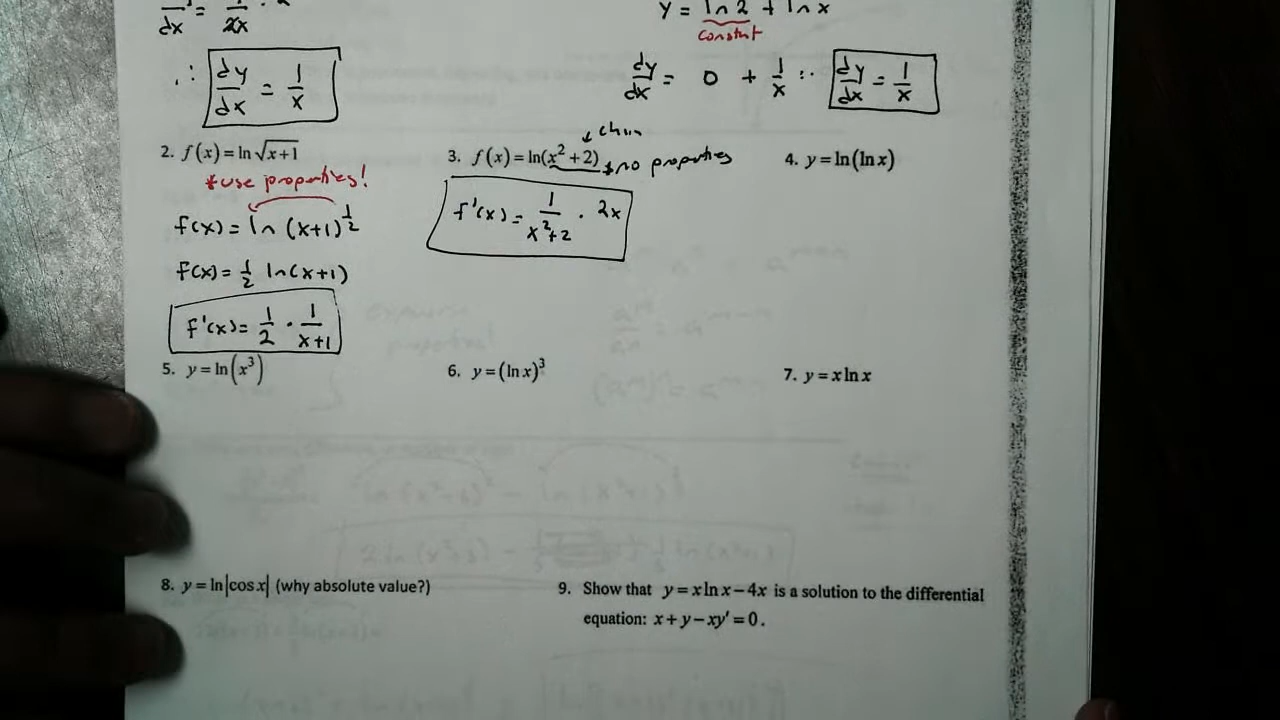 dy/dx = 1/2x · 2
y = ln 2 + ln x
constant
∴ dy/dx = 1/x
dy/dx = 0 + 1/x ∴ dy/dx = 1/x
2. f(x) = ln √(x+1)
*use properties!
f(x) = ln (x+1)^(1/2)
f(x) = 1/2 ln(x+1)
f'(x) = 1/2 · 1/(x+1)
chain
3. f(x) = ln(x² + 2) *no properties
f'(x) = 1/(x²+2) · 2x
4. y = ln(ln x)
5. y = ln(x³)
6. y = (ln x)³
7. y = x ln x
8. y = ln|cos x| (why absolute value?)
9. Show that y = x ln x − 4x is a solution to the differential
equation: x + y − xy' = 0.